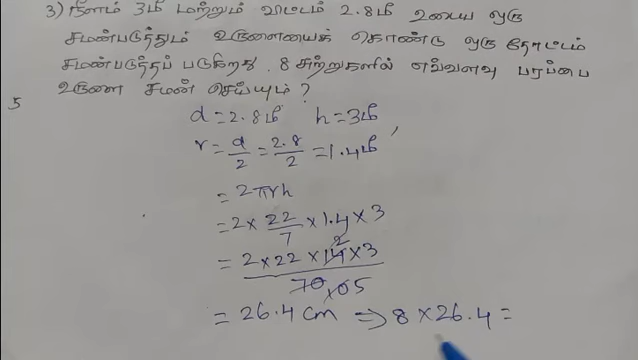 3) நீளம் 3மீ மற்றும் விட்டம் 2.8மீ உடைய ஒரு
சமன்படுத்தும் உருளையைக் கொண்டு ஒரு தோட்டம்
சமன்படுத்தப் படுகிறது. 8 சுற்றுகளில் எவ்வளவு பரப்பை
உருளை சமன் செய்யும்?
5
d=2.8மீ h=3மீ,
r=d/2=2.8/2=1.4மீ
=2πrh
=2×22/7×1.4×3
=2×22×14 2×3/70×05
=26.4cm ⇒ 8×26.4=